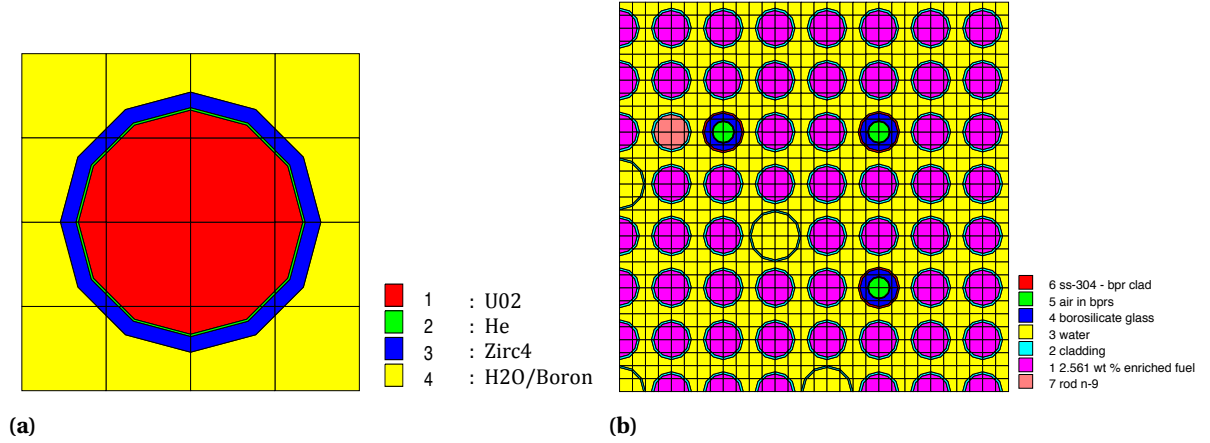 1 : U02
2 : He
3 : Zirc4
4 : H2O/Boron
6 ss-304 - bpr clad
5 air in bprs
4 borosilicate glass
3 water
2 cladding
1 2.561 wt % enriched fuel
7 rod n-9
(a)
(b)